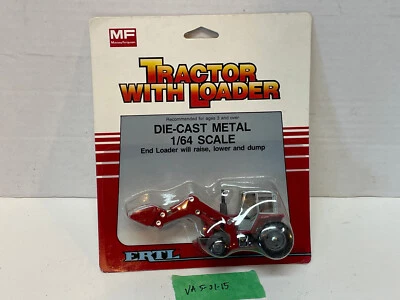 MF
Massey Ferguson
TRACTOR
WITH LOADER
Recommended for ages 3 and over
DIE-CAST METAL
1/64 SCALE
End Loader will raise, lower and dump
ERTL
VA 5-21-15